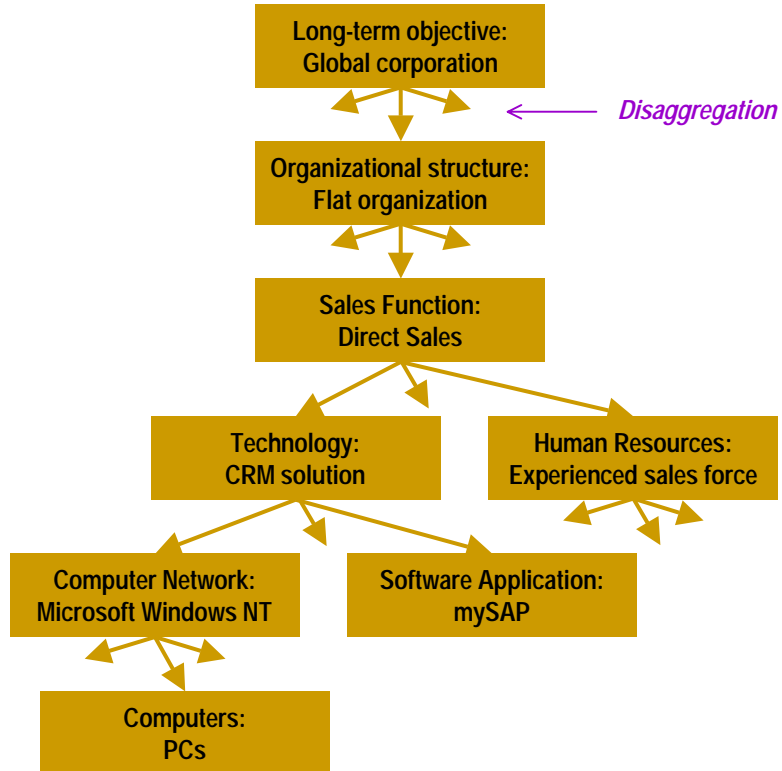 Long-term objective:
Global corporation
Disaggregation
Organizational structure:
Flat organization
Sales Function:
Direct Sales
Technology:
CRM solution
Human Resources:
Experienced sales force
Computer Network:
Microsoft Windows NT
Software Application:
mySAP
Computers:
PCs